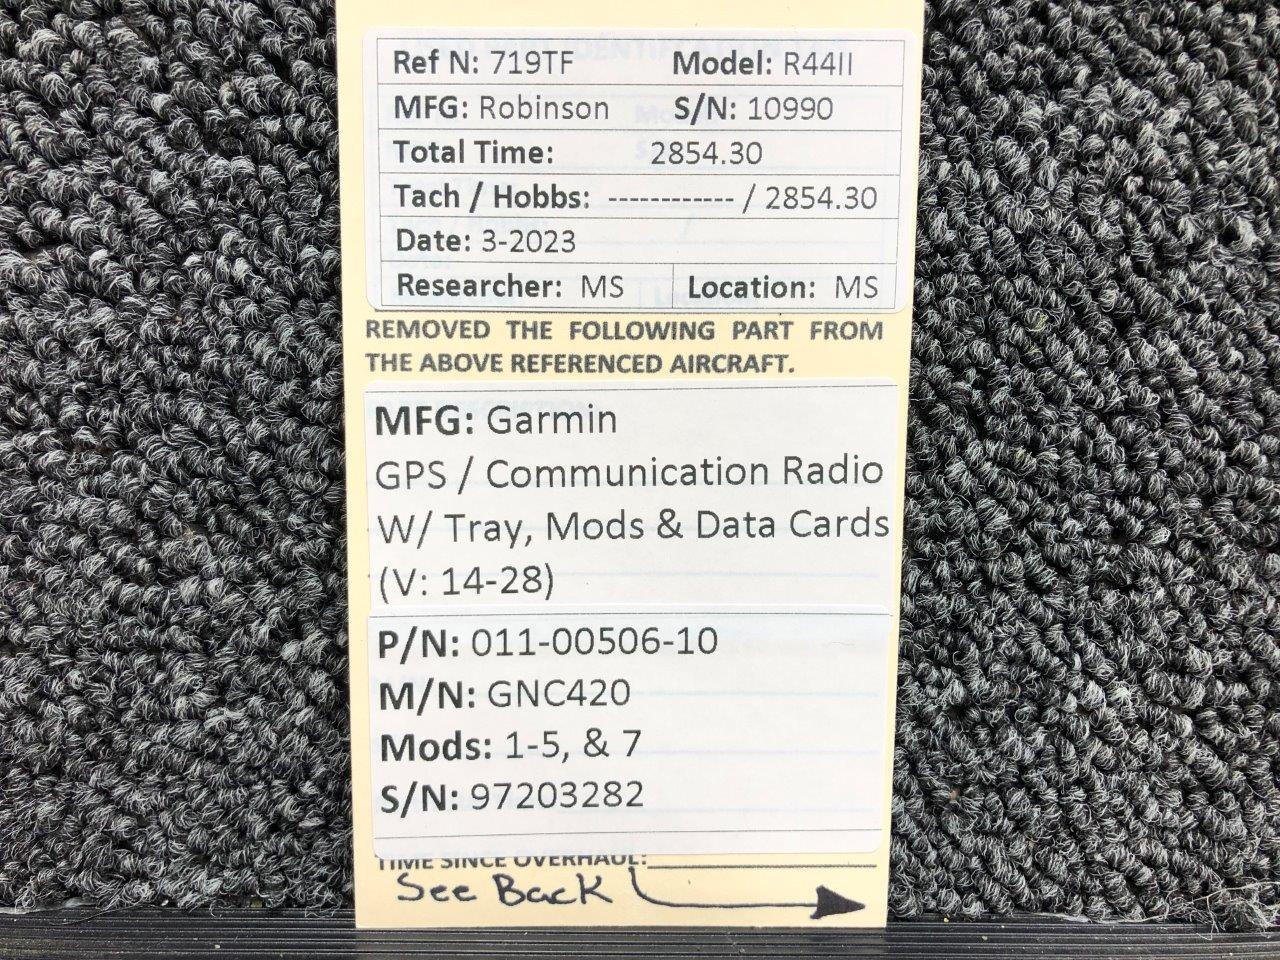 Ref N: 719TF Model: R44II
MFG: Robinson S/N: 10990
Total Time: 2854.30
Tach / Hobbs: ------------ / 2854.30
Date: 3-2023
Researcher: MS Location: MS
REMOVED THE FOLLOWING PART FROM
THE ABOVE REFERENCED AIRCRAFT.
MFG: Garmin
GPS / Communication Radio
W/ Tray, Mods & Data Cards
(V: 14-28)
P/N: 011-00506-10
M/N: GNC420
Mods: 1-5, & 7
S/N: 97203282
TIME SINCE OVERHAUL:
See Back